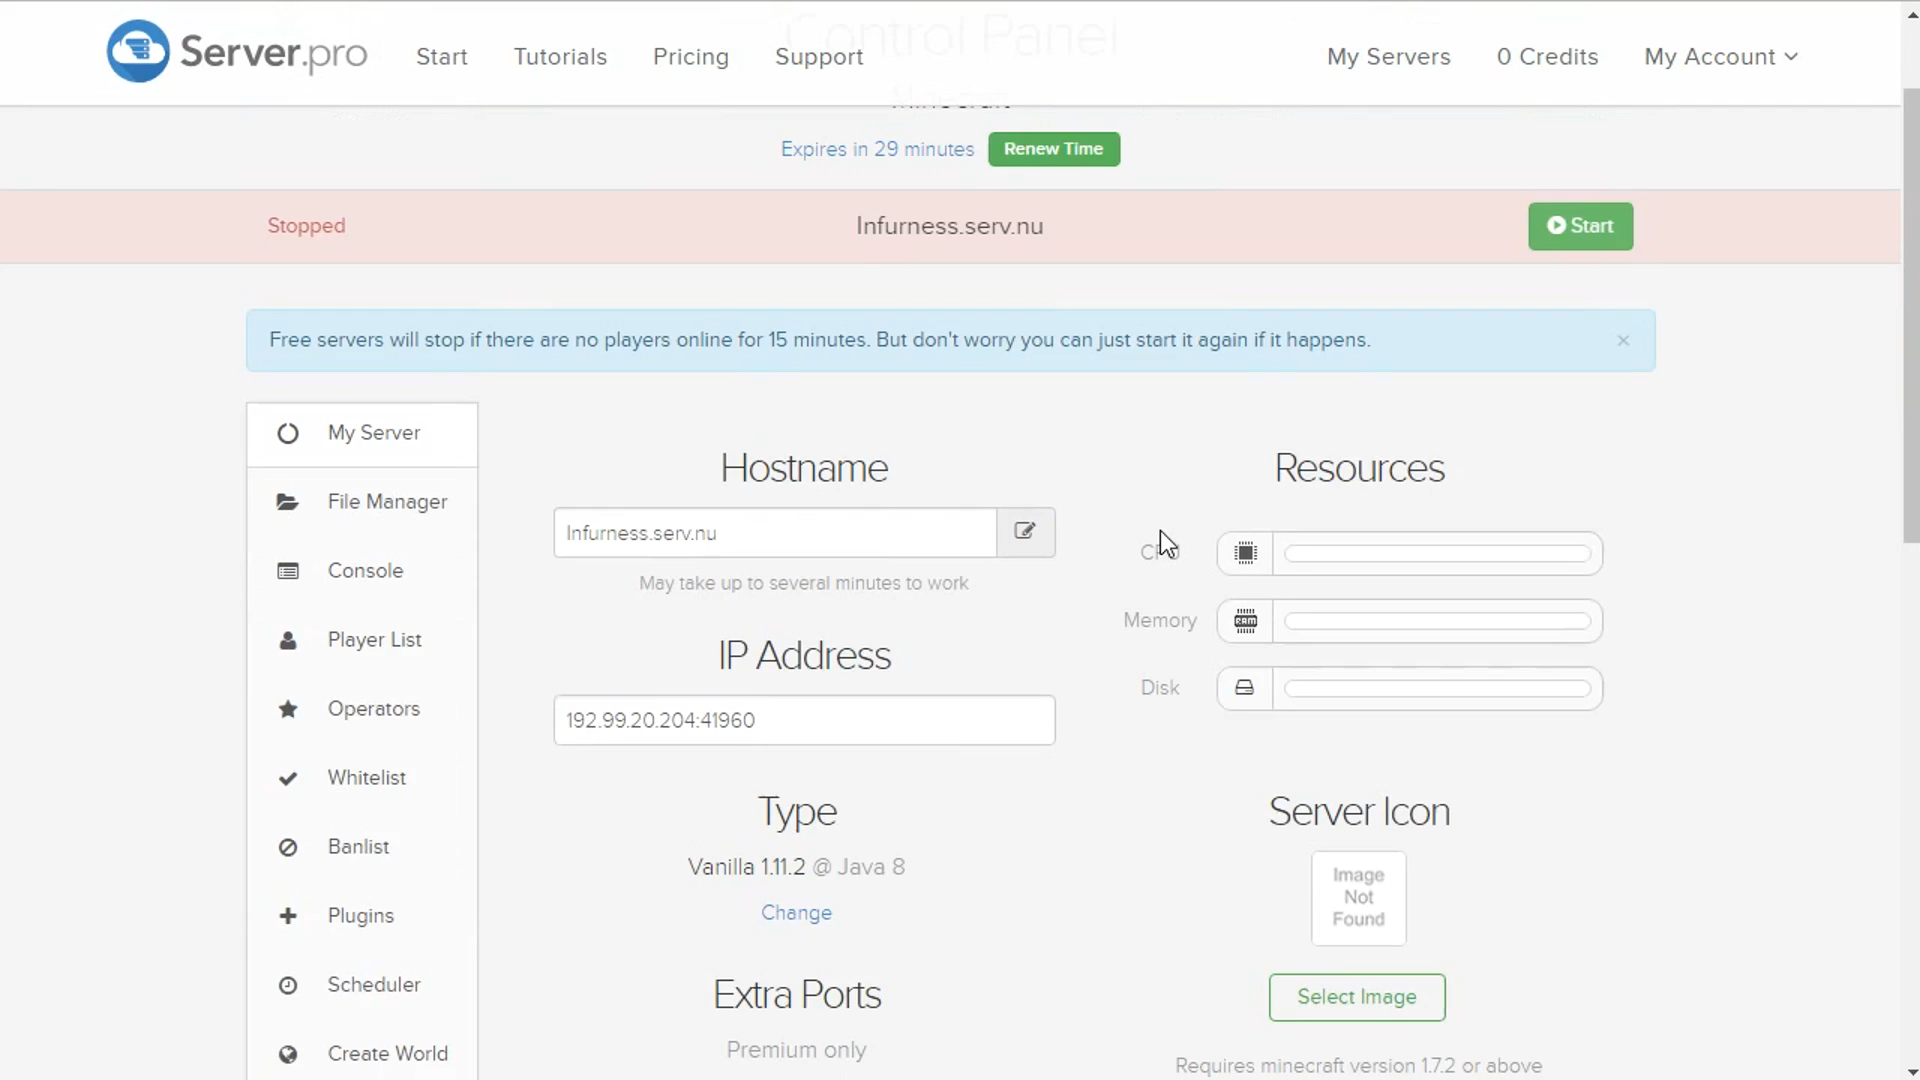 Server.pro
Start
Tutorials
Pricing
Support
Control Panel
My Servers
0 Credits
My Account
Minecraft
Expires in 29 minutes
Renew Time
Stopped
Infurness.serv.nu
Start
Free servers will stop if there are no players online for 15 minutes. But don't worry you can just start it again if it happens.
×
My Server
File Manager
Console
Player List
Operators
Whitelist
Banlist
Plugins
Scheduler
Create World
Hostname
Infurness.serv.nu
May take up to several minutes to work
IP Address
192.99.20.204:41960
Type
Vanilla 1.11.2 @ Java 8
Change
Extra Ports
Premium only
Resources
CPU
Memory
RAM
Disk
Server Icon
Image
Not
Found
Select Image
Requires minecraft version 1.7.2 or above